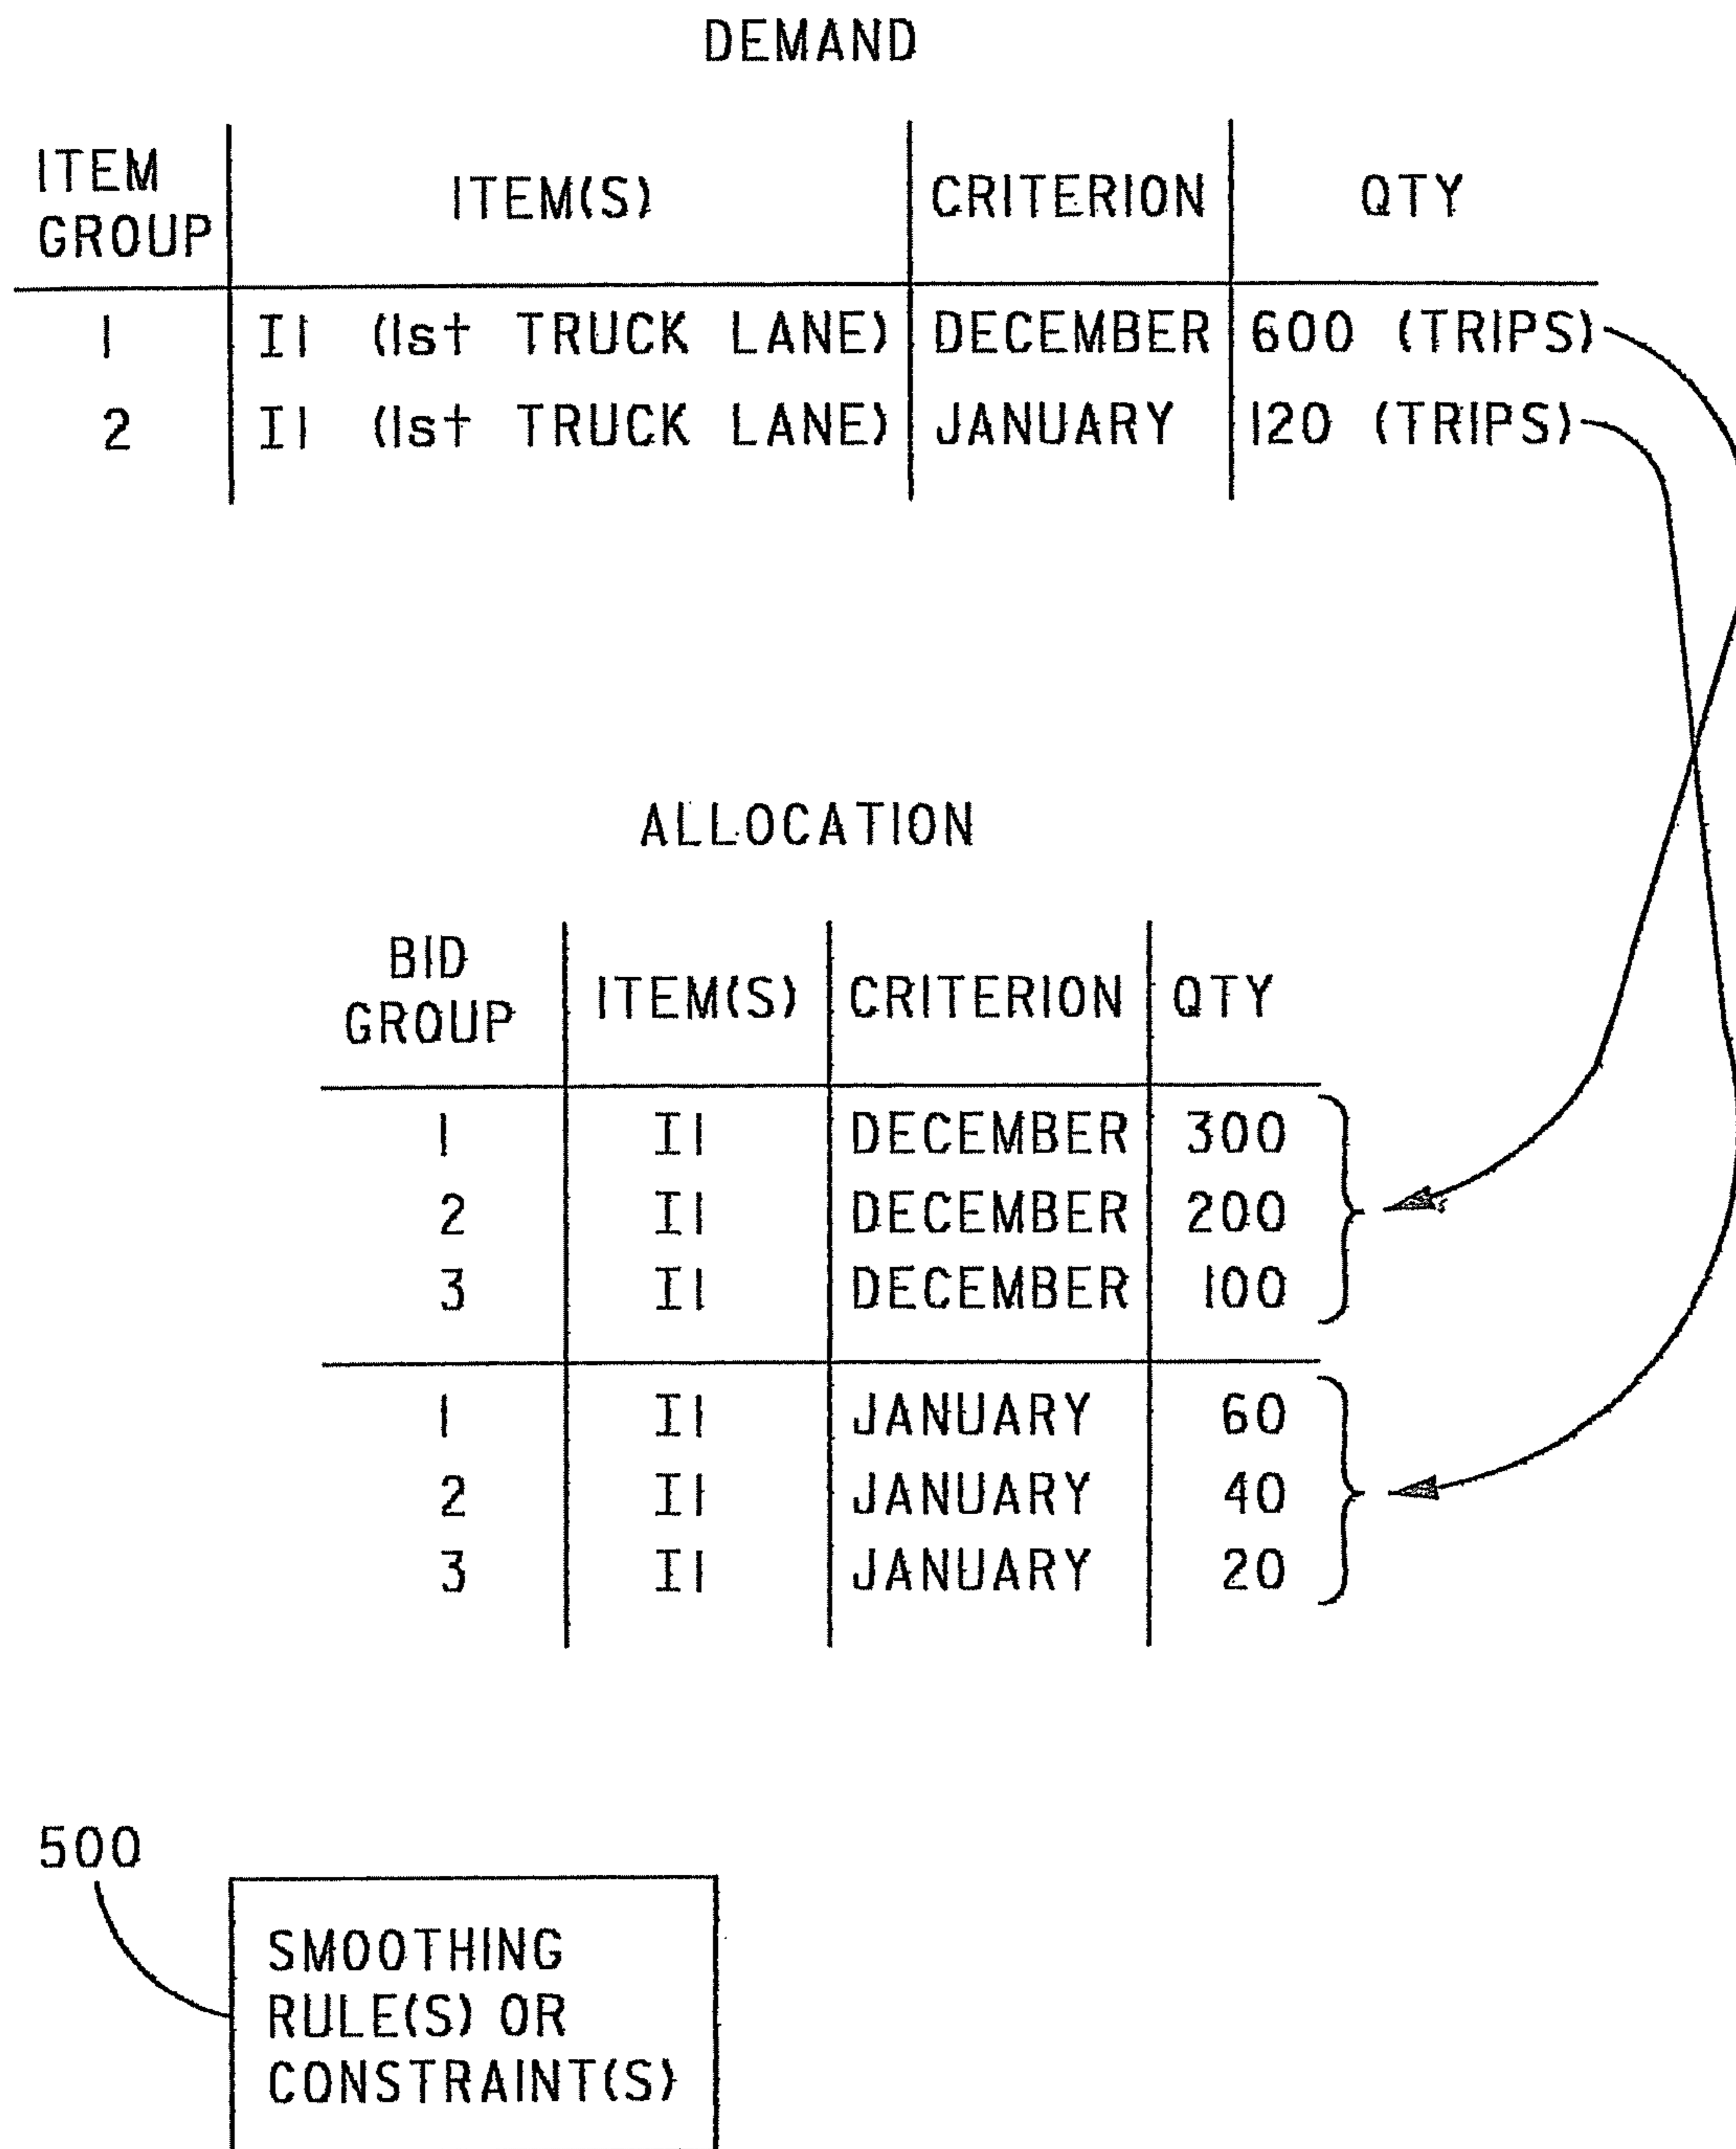 DEMAND
ITEM GROUP ITEM(S) CRITERION QTY
1 I1 (1st TRUCK LANE) DECEMBER 600 (TRIPS)
2 I1 (1st TRUCK LANE) JANUARY 120 (TRIPS)
ALLOCATION
BID GROUP ITEM(S) CRITERION QTY
1 I1 DECEMBER 300
2 I1 DECEMBER 200
3 I1 DECEMBER 100
1 I1 JANUARY 60
2 I1 JANUARY 40
3 I1 JANUARY 20
500
SMOOTHING
RULE(S) OR
CONSTRAINT(S)